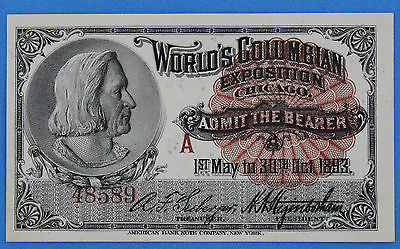 WORLD'S COLUMBIAN
EXPOSITION
CHICAGO.
ADMIT THE BEARER
A
1ST May to 30TH Oct. 1893.
48589
TREASURER. PRESIDENT.
AMERICAN BANK NOTE COMPANY, NEW YORK.